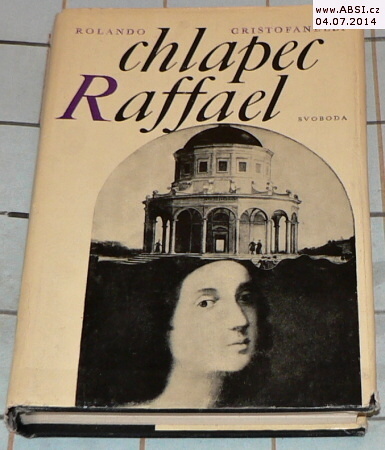 www.ABSI.cz
04.07.2014
ROLANDO CRISTOFANELLI
chlapec
Raffael
SVOBODA